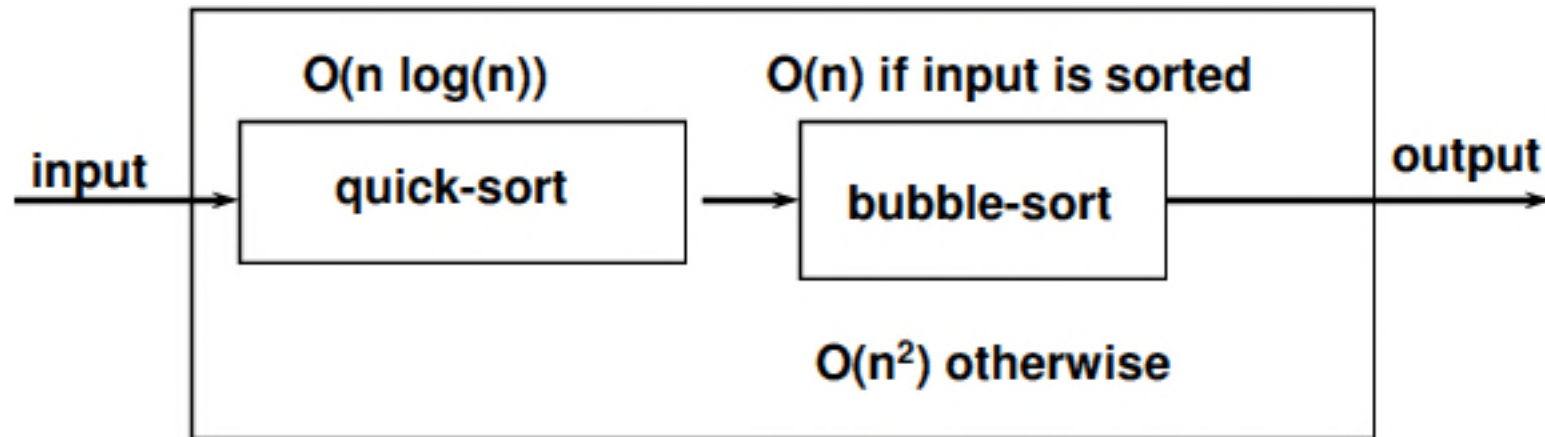 O(n log(n))
O(n) if input is sorted
input
quick-sort
bubble-sort
output
O(n²) otherwise